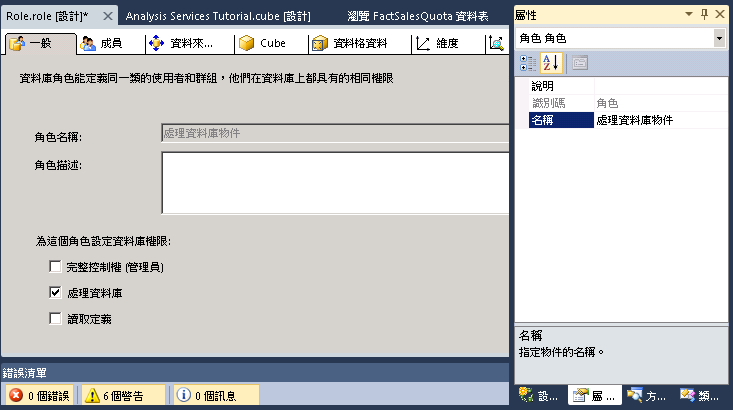 Role.role [設計]*
Analysis Services Tutorial.cube [設計]
瀏覽 FactSalesQuota 資料表
一般
成員
資料來...
Cube
資料格資料
維度
資料庫角色能定義同一類的使用者和群組，他們在資料庫上都具有的相同權限
角色名稱:
處理資料庫物件
角色描述:
為這個角色設定資料庫權限:
完整控制權 (管理員)
處理資料庫
讀取定義
錯誤清單
0 個錯誤
6 個警告
0 個訊息
屬性
角色 角色
說明
識別碼 角色
名稱 處理資料庫物件
名稱
指定物件的名稱。
設...
屬 ...
方...
類...